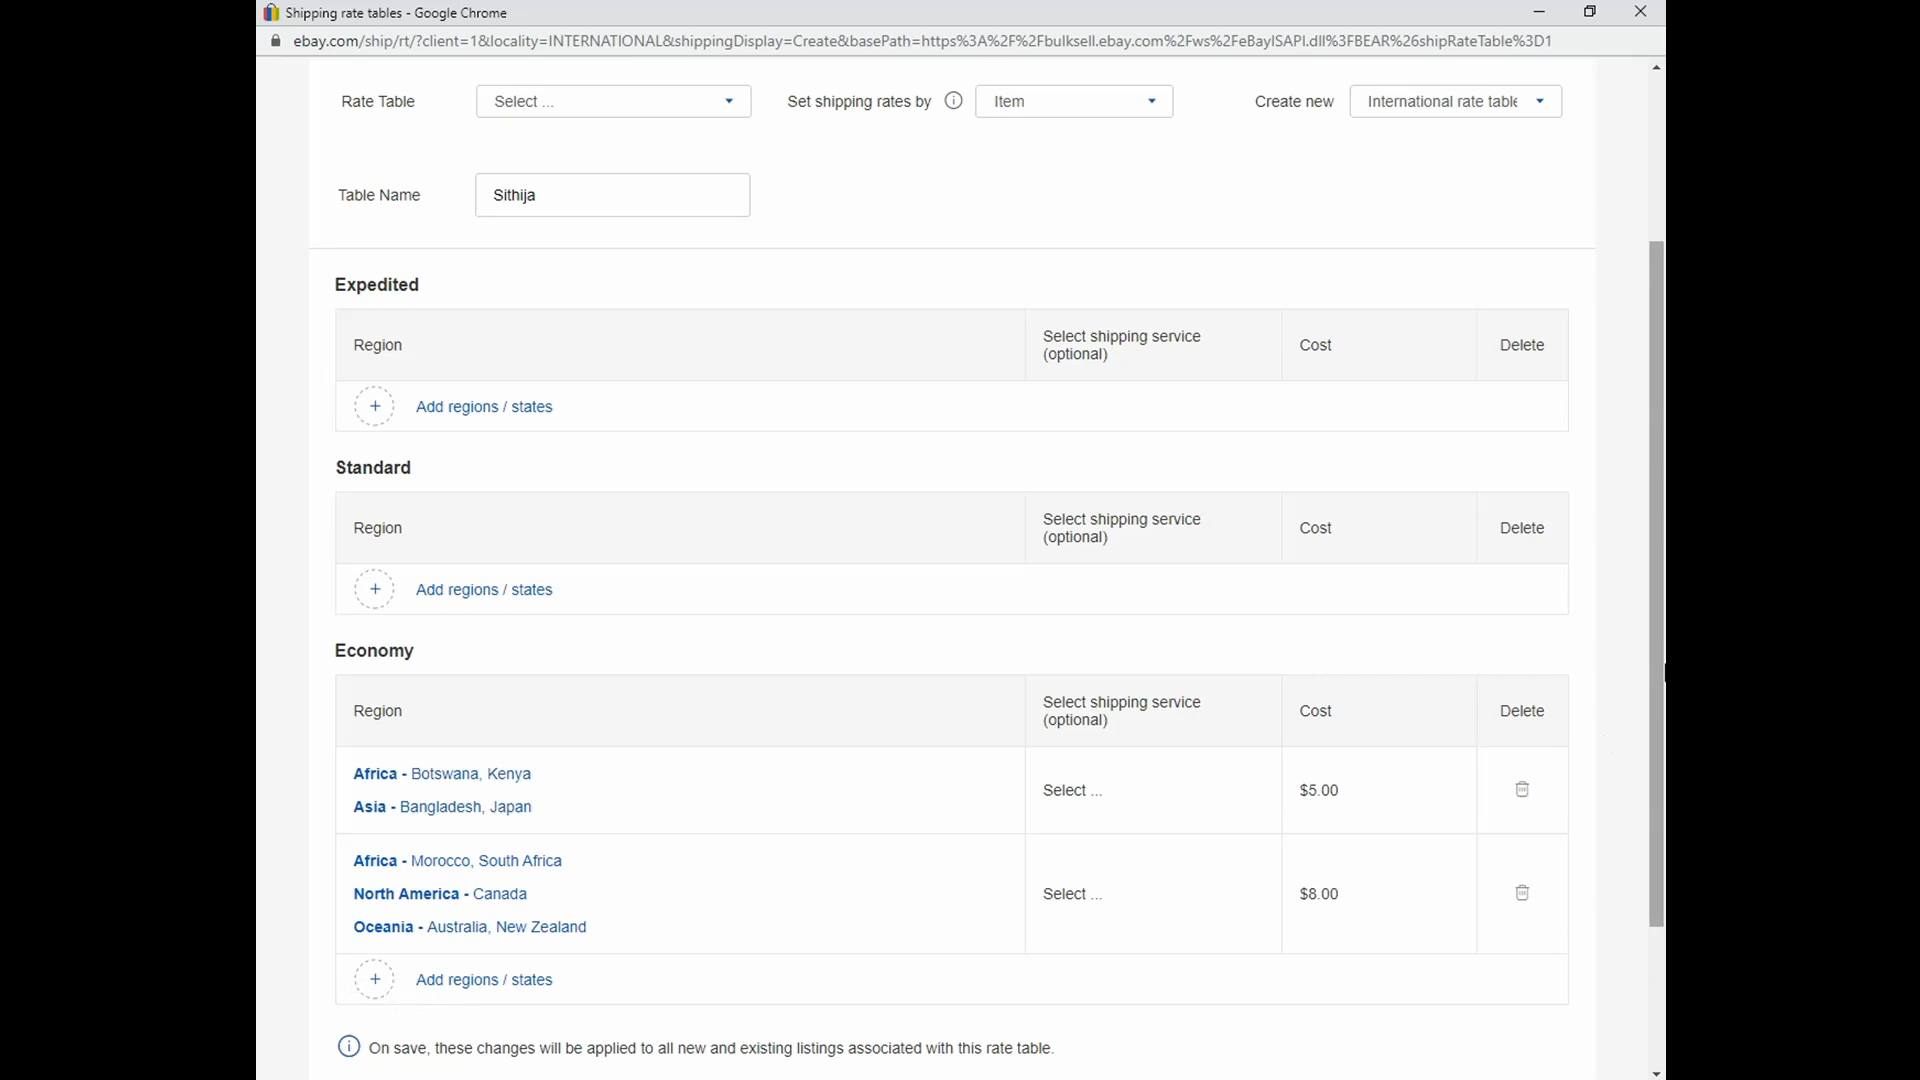 Shipping rate tables - Google Chrome
ebay.com/ship/rt/?client=1&locality=INTERNATIONAL&shippingDisplay=Create&basePath=https%3A%2F%2Fbulksell.ebay.com%2Fws%2FeBayISAPI.dll%3FBEAR%26shipRateTable%3D1
Rate Table Select ... Set shipping rates by Item Create new International rate table
Table Name Sithija
Expedited
Region Select shipping service (optional) Cost Delete
+ Add regions / states
Standard
Region Select shipping service (optional) Cost Delete
+ Add regions / states
Economy
Region Select shipping service (optional) Cost Delete
Africa - Botswana, Kenya
Asia - Bangladesh, Japan
Select ... $5.00
Africa - Morocco, South Africa
North America - Canada
Oceania - Australia, New Zealand
Select ... $8.00
+ Add regions / states
On save, these changes will be applied to all new and existing listings associated with this rate table.